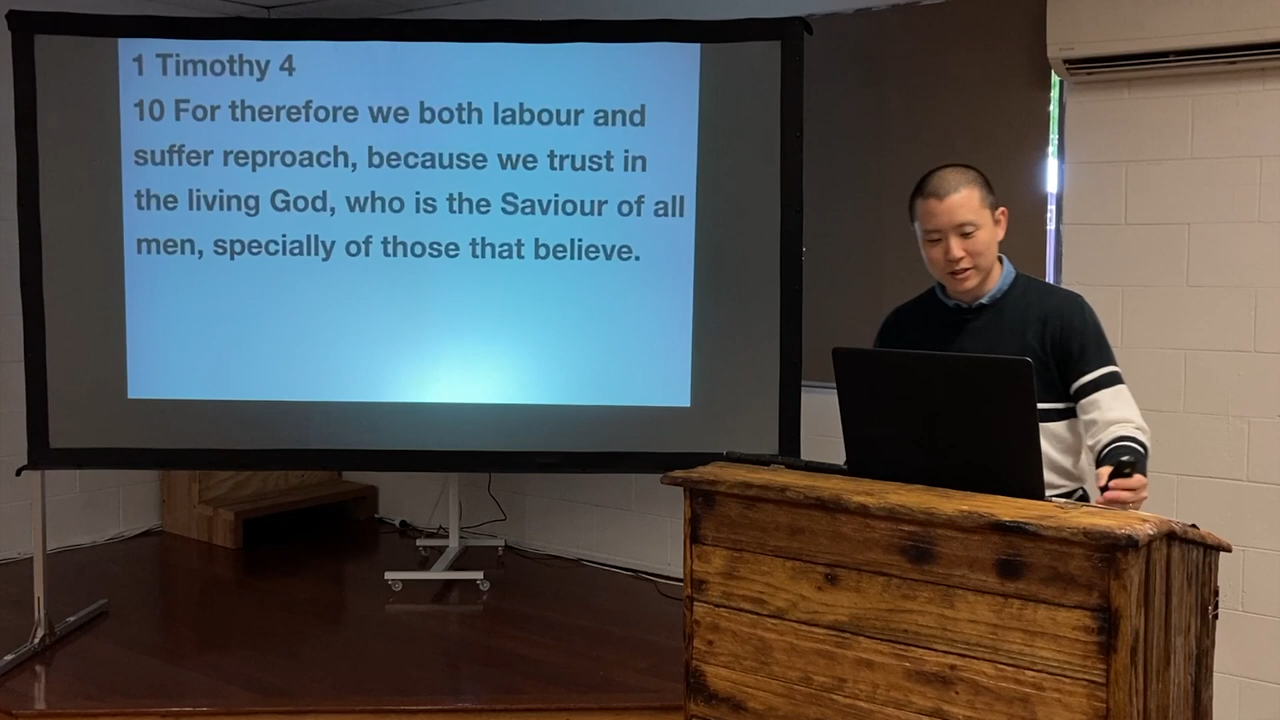 1 Timothy 4
10 For therefore we both labour and
suffer reproach, because we trust in
the living God, who is the Saviour of all
men, specially of those that believe.